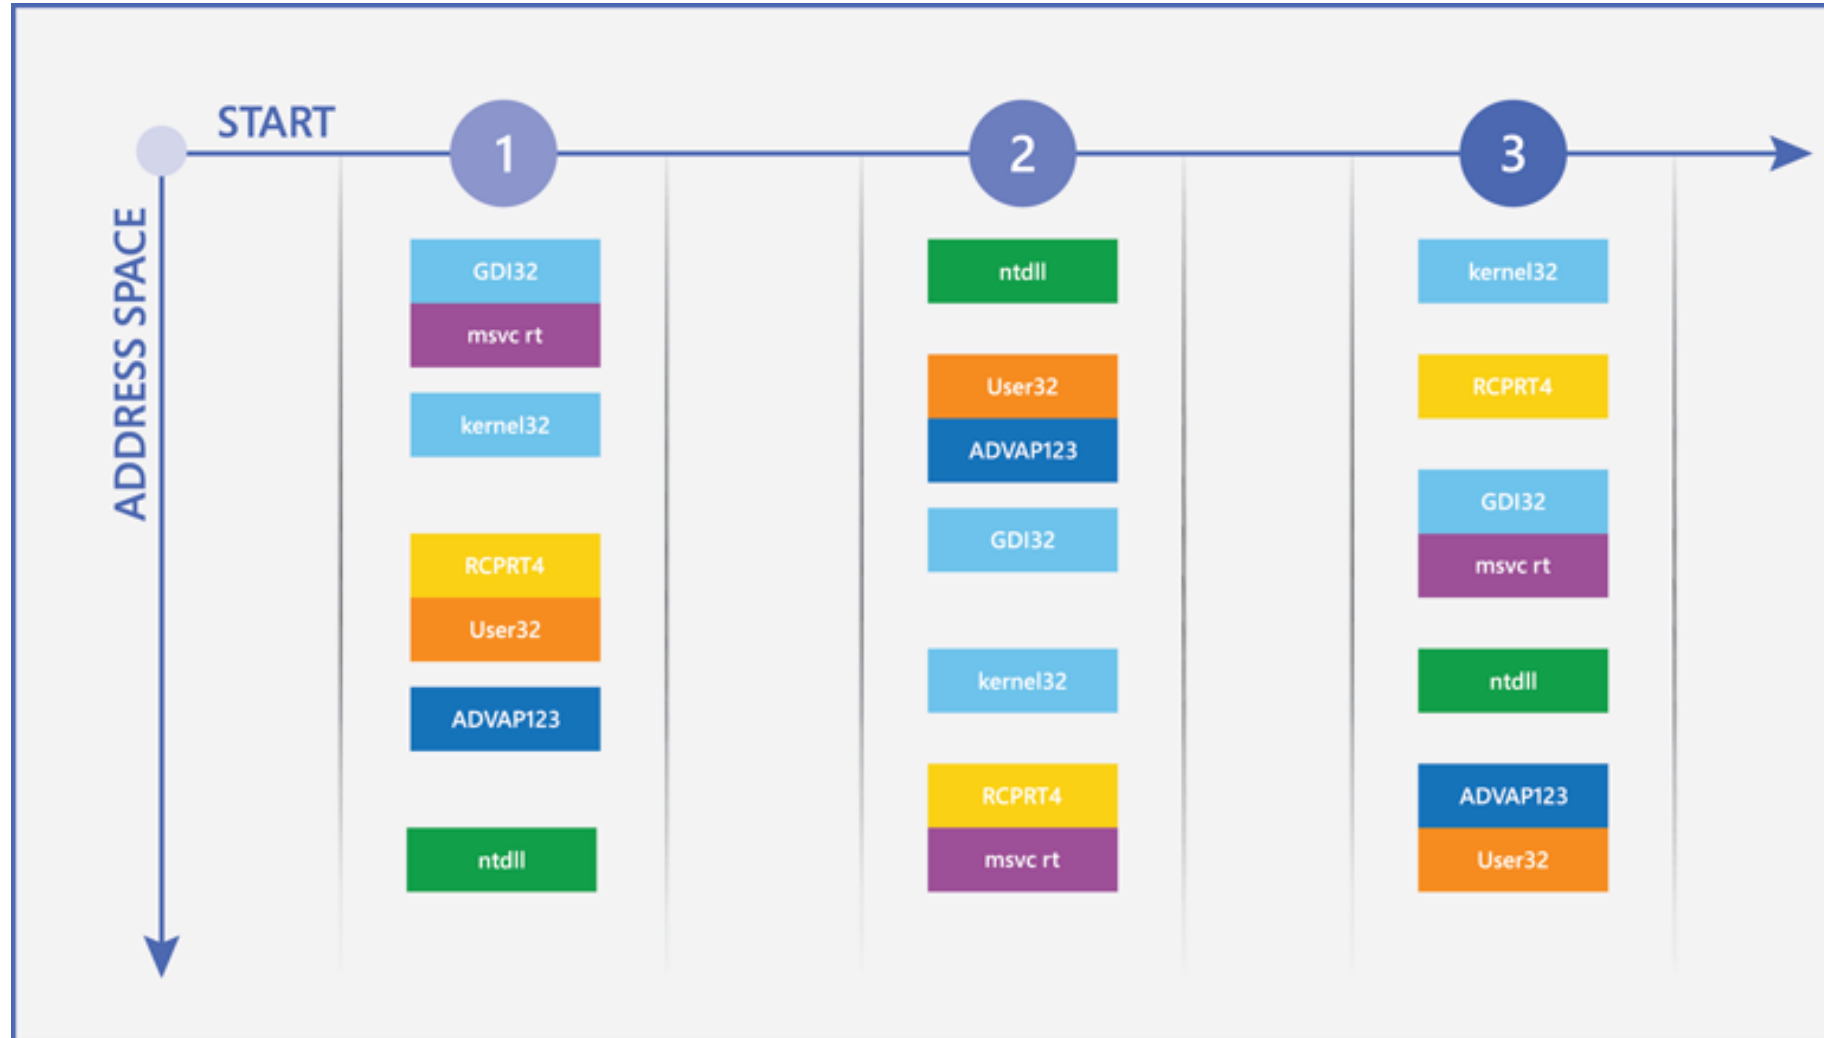 START
1
2
3
ADDRESS SPACE
GDI32
msvc rt
kernel32
RCPRT4
User32
ADVAP123
ntdll
ntdll
User32
ADVAP123
GDI32
kernel32
RCPRT4
msvc rt
kernel32
RCPRT4
GDI32
msvc rt
ntdll
ADVAP123
User32